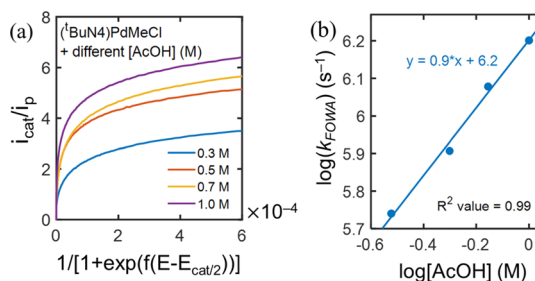 (a)
(ᵗBuN4)PdMeCl
+ different [AcOH] (M)
i_cat/i_p
8
6
4
2
0
0.3 M
0.5 M
0.7 M
1.0 M
0 2 4 6
×10⁻⁴
1/[1+exp(f(E-E_cat/2))]
(b)
log(k_FOWA) (s⁻¹)
6.2
6.1
6
5.9
5.8
5.7
y = 0.9*x + 6.2
R² value = 0.99
-0.6 -0.4 -0.2 0
log[AcOH] (M)